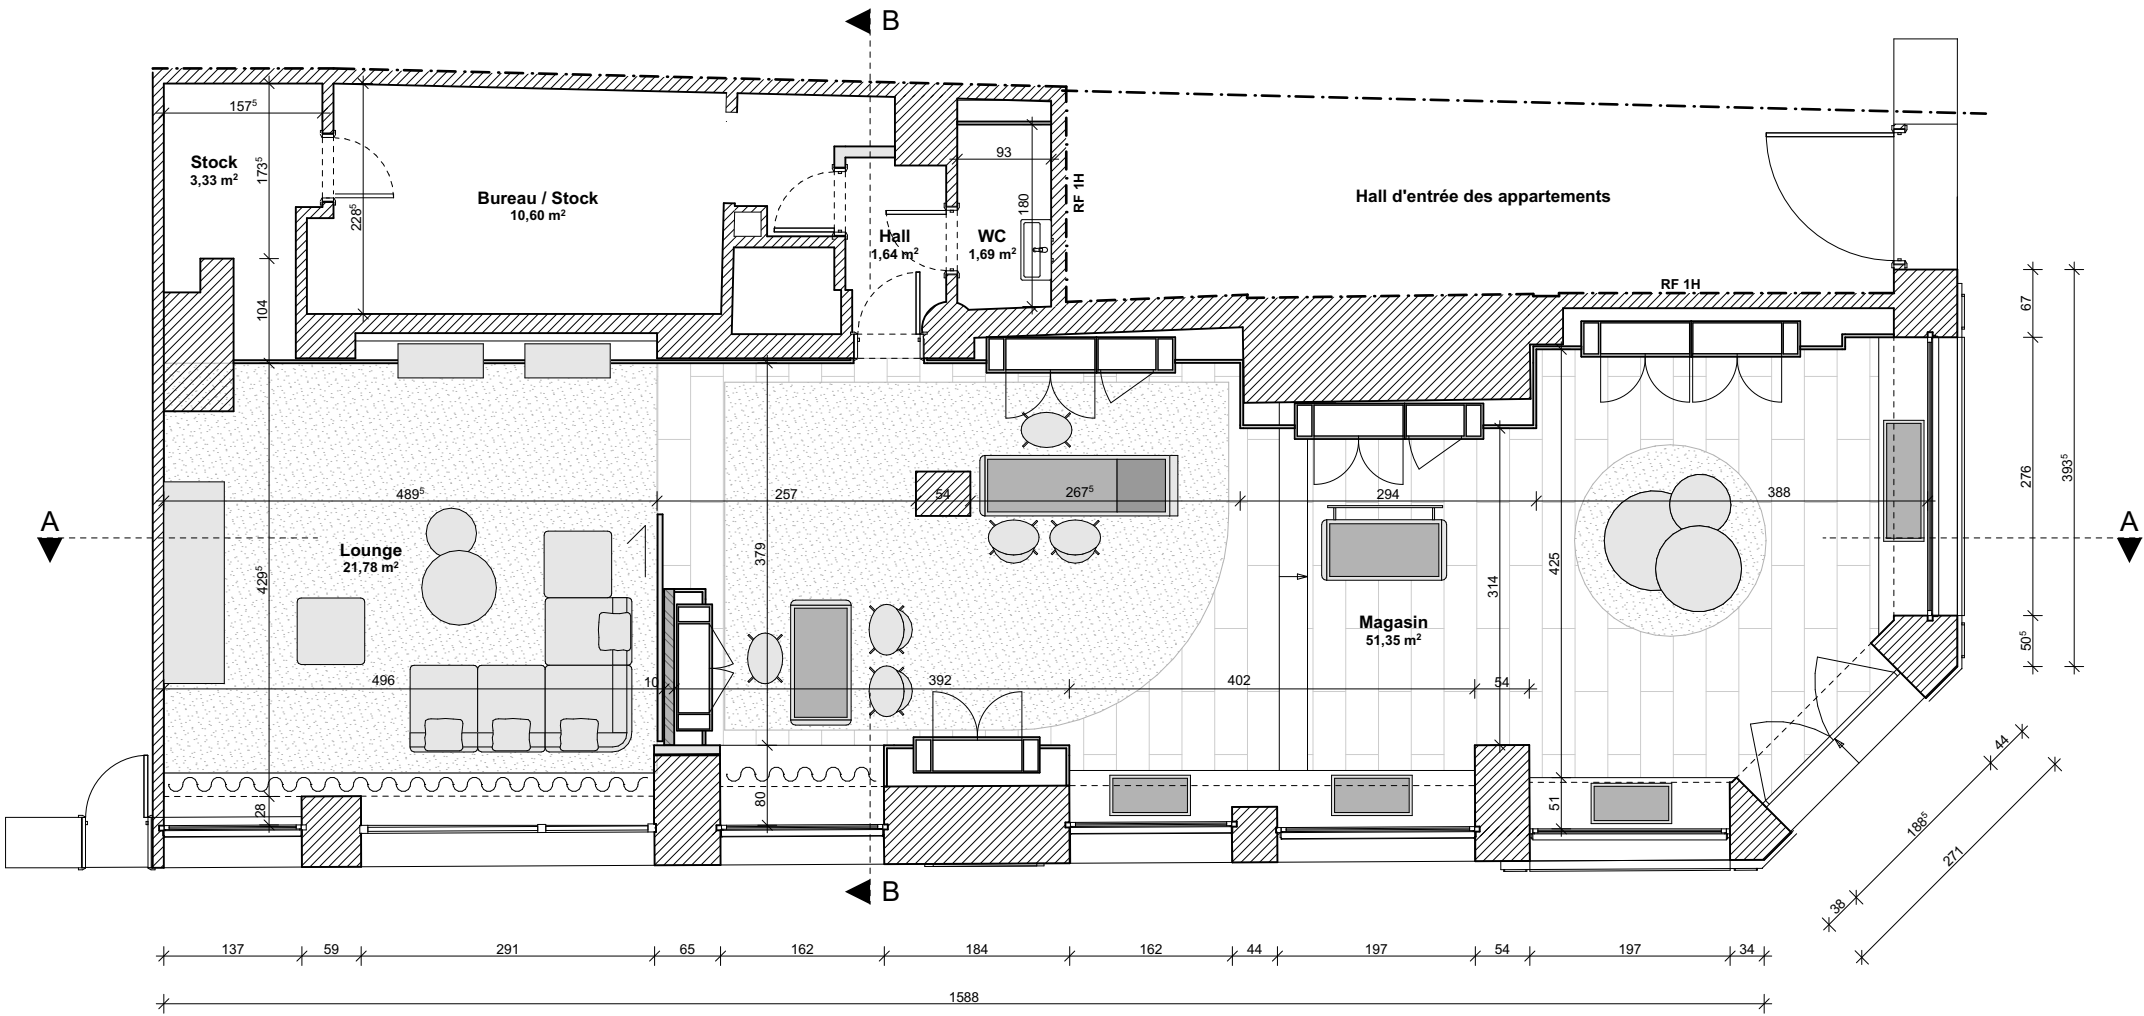 B
157⁵
Stock
3,33 m²
173⁵
Bureau / Stock
10,60 m²
228⁵
104
93
180
RF 1H
Hall
1,64 m²
WC
1,69 m²
Hall d'entrée des appartements
RF 1H
67
393⁵
276
50⁵
A
489⁵
257
54
267⁵
294
388
A
Lounge
21,78 m²
429⁵
379
425
314
Magasin
51,35 m²
496
10
392
402
54
28
80
51
44
188⁵
271
38
B
137
59
291
65
162
184
162
44
197
54
197
34
1588